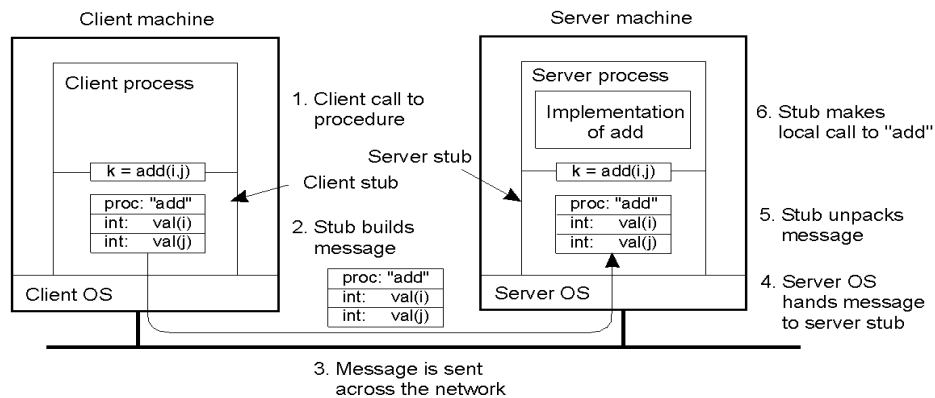 Client machine
Server machine
Client process
1. Client call to
procedure
k = add(i,j)
Client stub
proc: "add"
int: val(i)
int: val(j)
2. Stub builds
message
Client OS
proc: "add"
int: val(i)
int: val(j)
3. Message is sent
across the network
Server process
Implementation
of add
Server stub
k = add(i,j)
proc: "add"
int: val(i)
int: val(j)
Server OS
6. Stub makes
local call to "add"
5. Stub unpacks
message
4. Server OS
hands message
to server stub